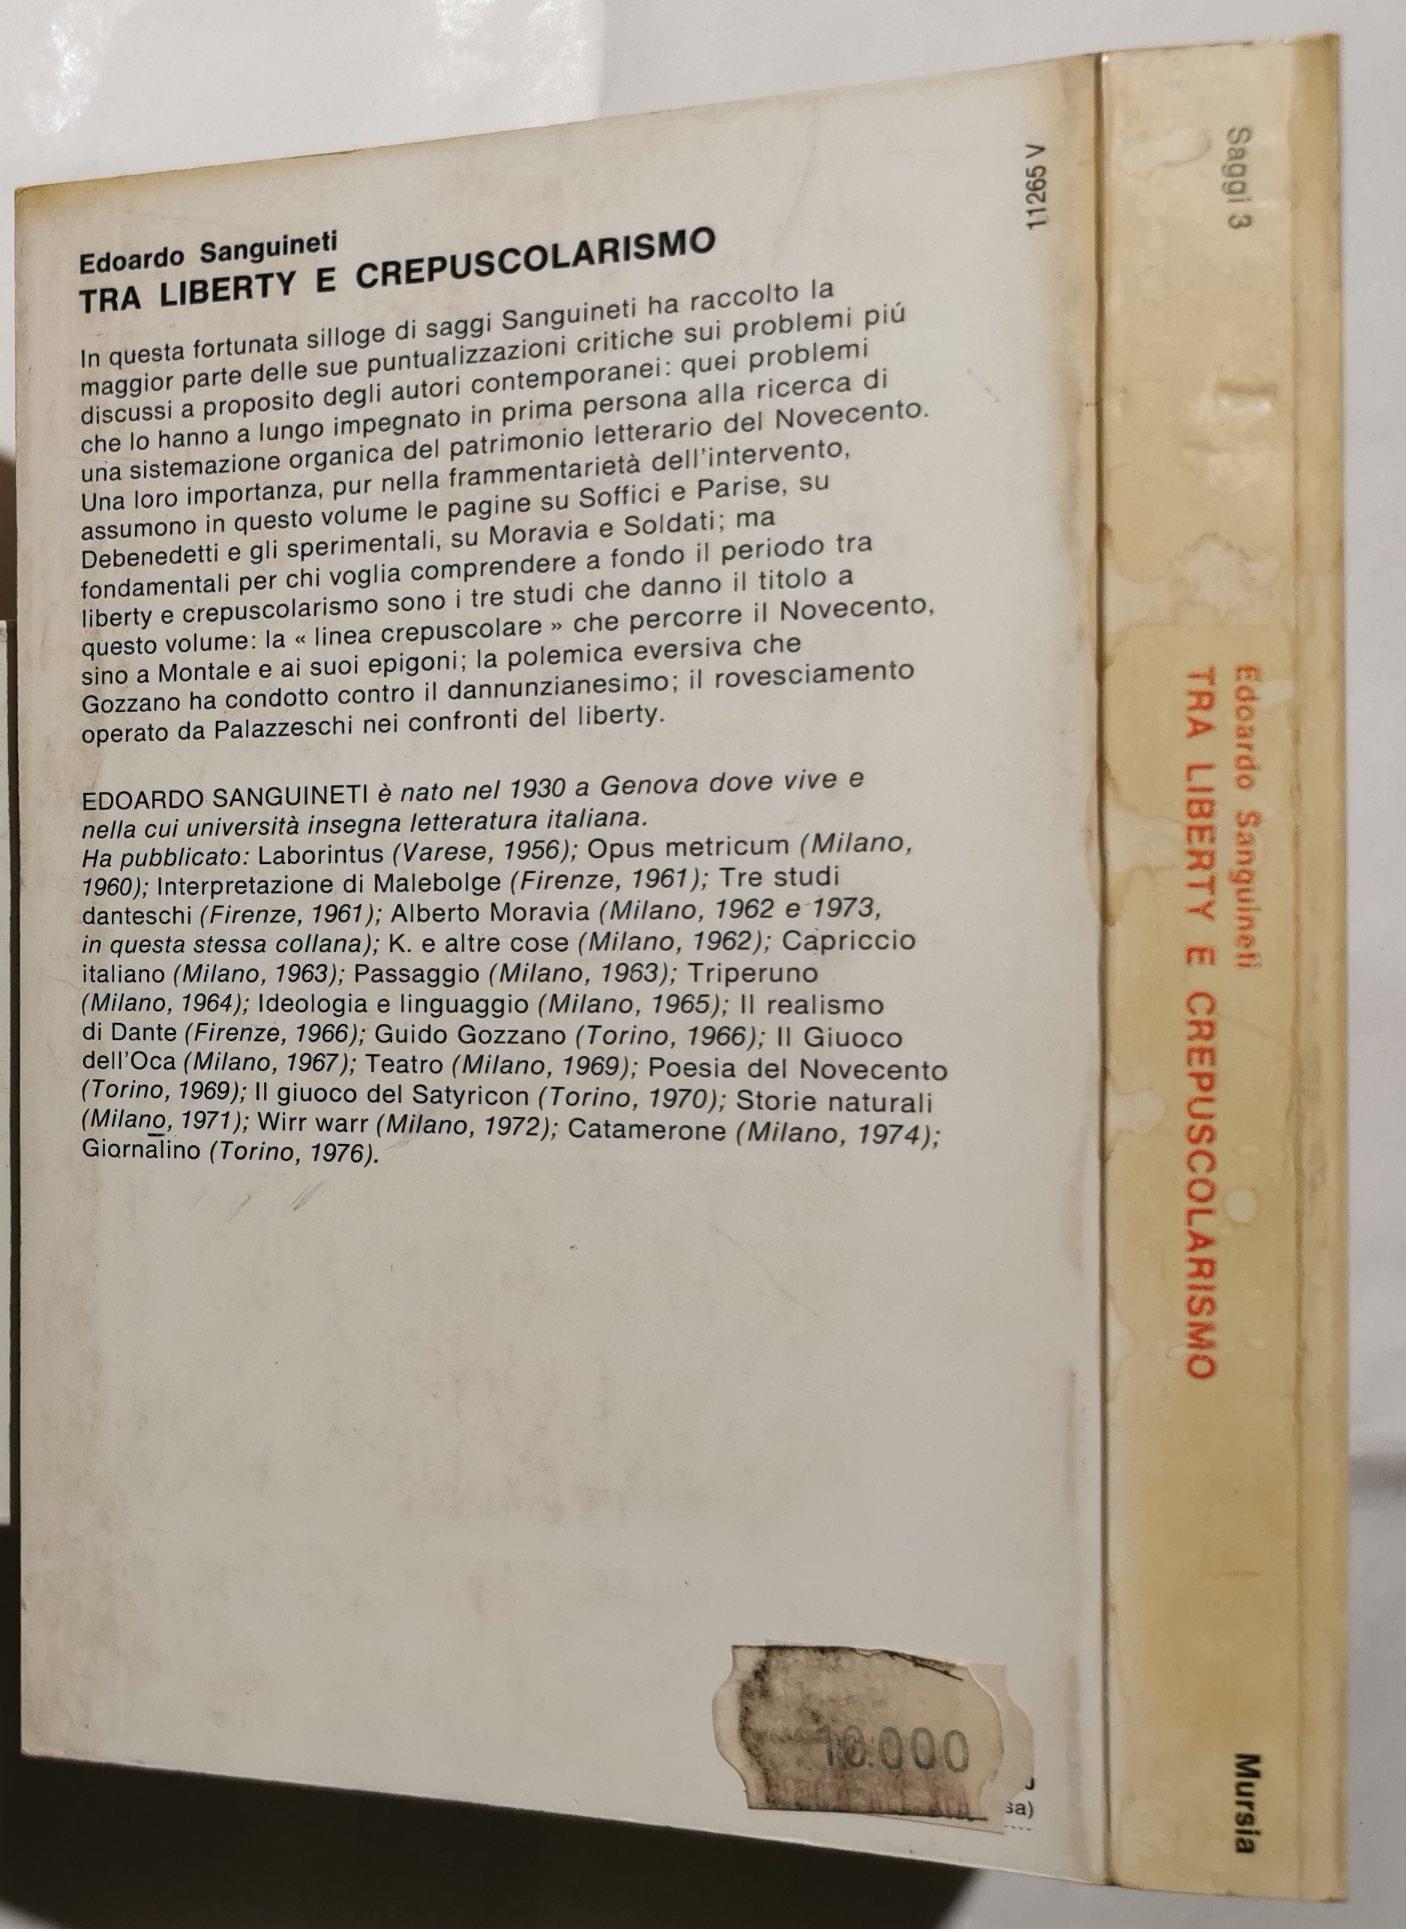 Edoardo Sanguineti
TRA LIBERTY E CREPUSCOLARISMO
In questa fortunata silloge di saggi Sanguineti ha raccolto la
maggior parte delle sue puntualizzazioni critiche sui problemi piú
discussi a proposito degli autori contemporanei: quei problemi
che lo hanno a lungo impegnato in prima persona alla ricerca di
una sistemazione organica del patrimonio letterario del Novecento.
Una loro importanza, pur nella frammentarietà dell'intervento,
assumono in questo volume le pagine su Soffici e Parise, su
Debenedetti e gli sperimentali, su Moravia e Soldati; ma
fondamentali per chi voglia comprendere a fondo il periodo tra
liberty e crepuscolarismo sono i tre studi che danno il titolo a
questo volume: la « linea crepuscolare » che percorre il Novecento,
sino a Montale e ai suoi epigoni; la polemica eversiva che
Gozzano ha condotto contro il dannunzianesimo; il rovesciamento
operato da Palazzeschi nei confronti del liberty.
EDOARDO SANGUINETI è nato nel 1930 a Genova dove vive e
nella cui università insegna letteratura italiana.
Ha pubblicato: Laborintus (Varese, 1956); Opus metricum (Milano,
1960); Interpretazione di Malebolge (Firenze, 1961); Tre studi
danteschi (Firenze, 1961); Alberto Moravia (Milano, 1962 e 1973,
in questa stessa collana); K. e altre cose (Milano, 1962); Capriccio
italiano (Milano, 1963); Passaggio (Milano, 1963); Triperuno
(Milano, 1964); Ideologia e linguaggio (Milano, 1965); Il realismo
di Dante (Firenze, 1966); Guido Gozzano (Torino, 1966); Il Giuoco
dell'Oca (Milano, 1967); Teatro (Milano, 1969); Poesia del Novecento
(Torino, 1969); Il giuoco del Satyricon (Torino, 1970); Storie naturali
(Milano, 1971); Wirr warr (Milano, 1972); Catamerone (Milano, 1974);
Giornalino (Torino, 1976).
11265 V
10.000
sa)
Saggi 3
Edoardo Sanguineti
TRA LIBERTY E CREPUSCOLARISMO
Mursia